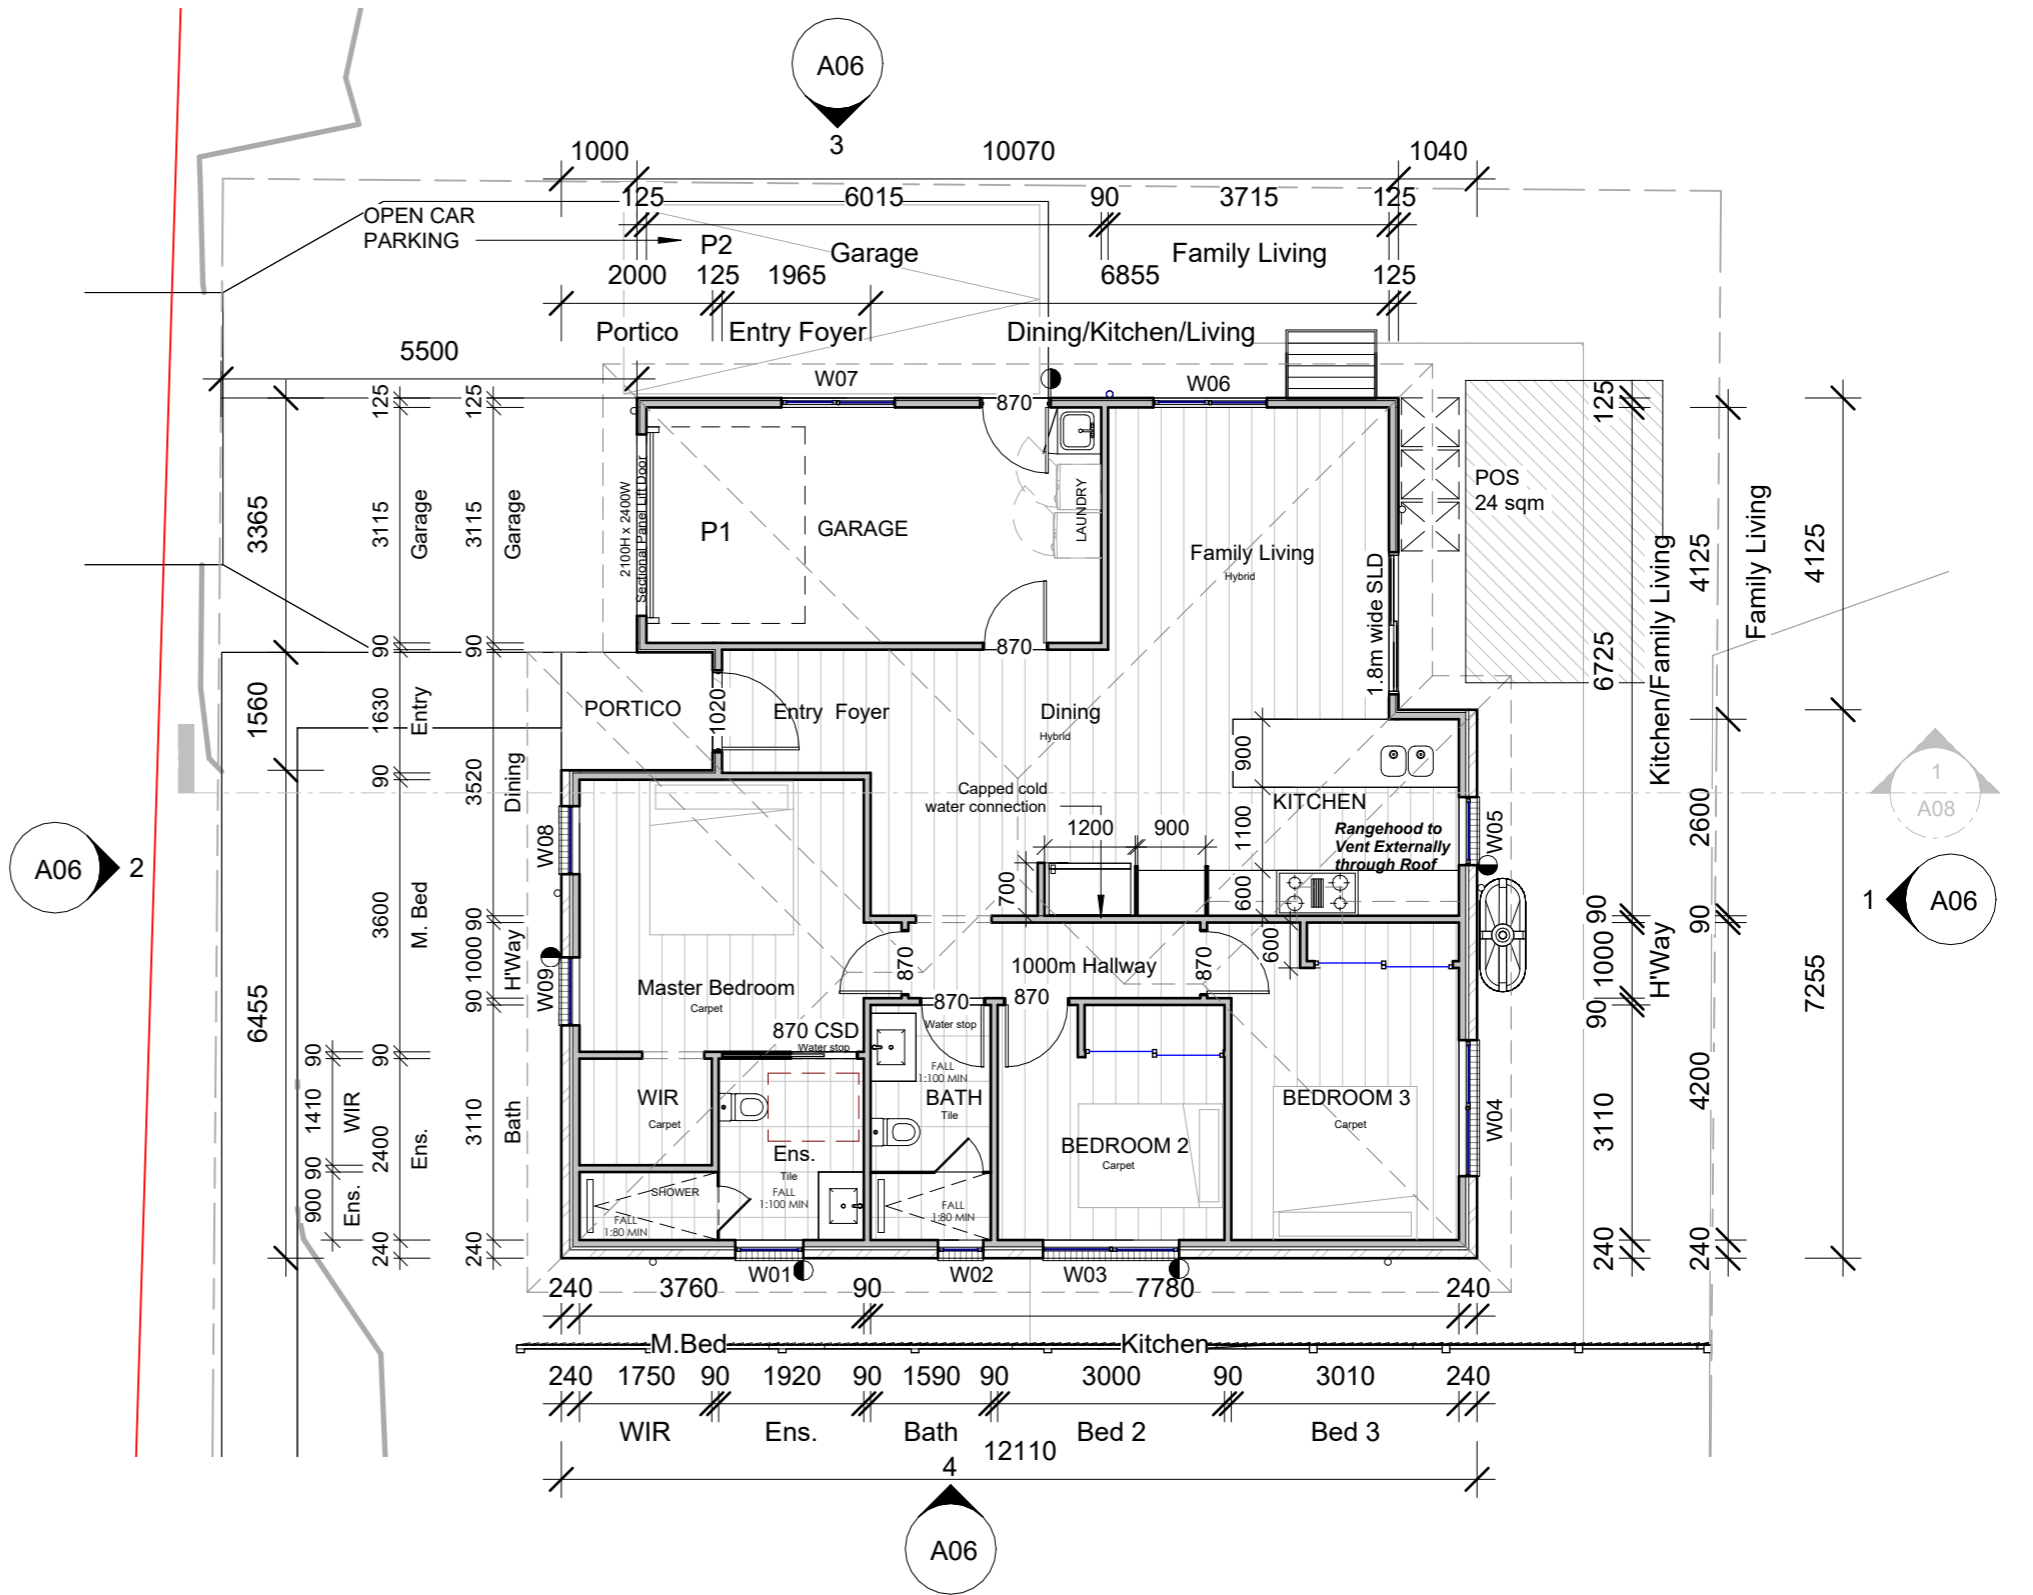 A06
3
1000 10070 1040
125 6015 90 3715 125
OPEN CAR
PARKING
P2
Garage
Family Living
2000 125 1965 6855 125
Portico
Entry Foyer
Dining/Kitchen/Living
5500
W07
W06
870
125
125
125
3365
3115
Garage
3115
Garage
2100H x 2400W
Sectional Panel Lift Door
P1
GARAGE
LAUNDRY
Family Living
Hybrid
1.8m wide SLD
POS
24 sqm
6725
Kitchen/Family Living
4125
Family Living
4125
90
90
870
1560
1630
Entry
PORTICO
1020
Entry Foyer
Dining
Hybrid
90
3520
Dining
900
KITCHEN
Capped cold
water connection
1200
900
1100
Rangehood to
Vent Externally
through Roof
W05
2600
1
A08
A06
2
W08
3600
M. Bed
700
600
90
1000
H'Way
90
W09
870
1000m Hallway
870
600
90
1000
90
H'Way
90
1
A06
6455
7255
Master Bedroom
Carpet
870
870
870 CSD
Water stop
Water stop
FALL
1:100 MIN
90
90
1410
WIR
2400
Ens.
3110
Bath
WIR
Carpet
BATH
Tile
BEDROOM 3
Carpet
W04
3110
4200
BEDROOM 2
Carpet
Ens.
Tile
FALL
1:100 MIN
90
900
Ens.
SHOWER
FALL
1:80 MIN
FALL
1:80 MIN
240
240
240
240
W01
W02
W03
240 3760 90 7780 240
M.Bed
Kitchen
240 1750 90 1920 90 1590 90 3000 90 3010 240
WIR
Ens.
Bath
Bed 2
Bed 3
12110
4
A06